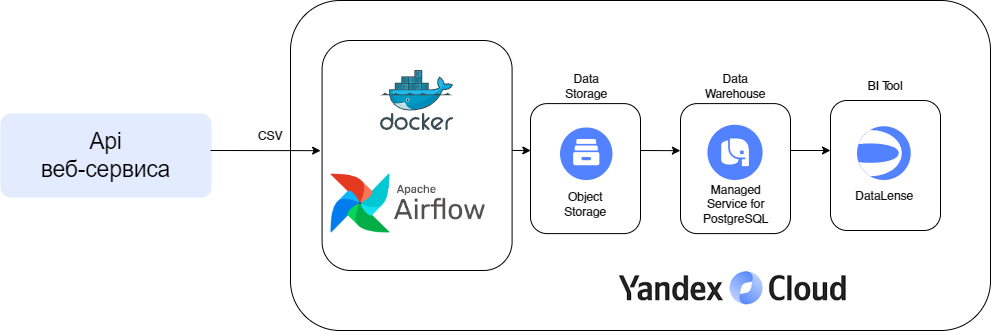 Api
веб-сервиса
CSV
docker
Apache
Airflow
Data
Storage
Object
Storage
Data
Warehouse
Managed
Service for
PostgreSQL
BI Tool
DataLense
Yandex Cloud